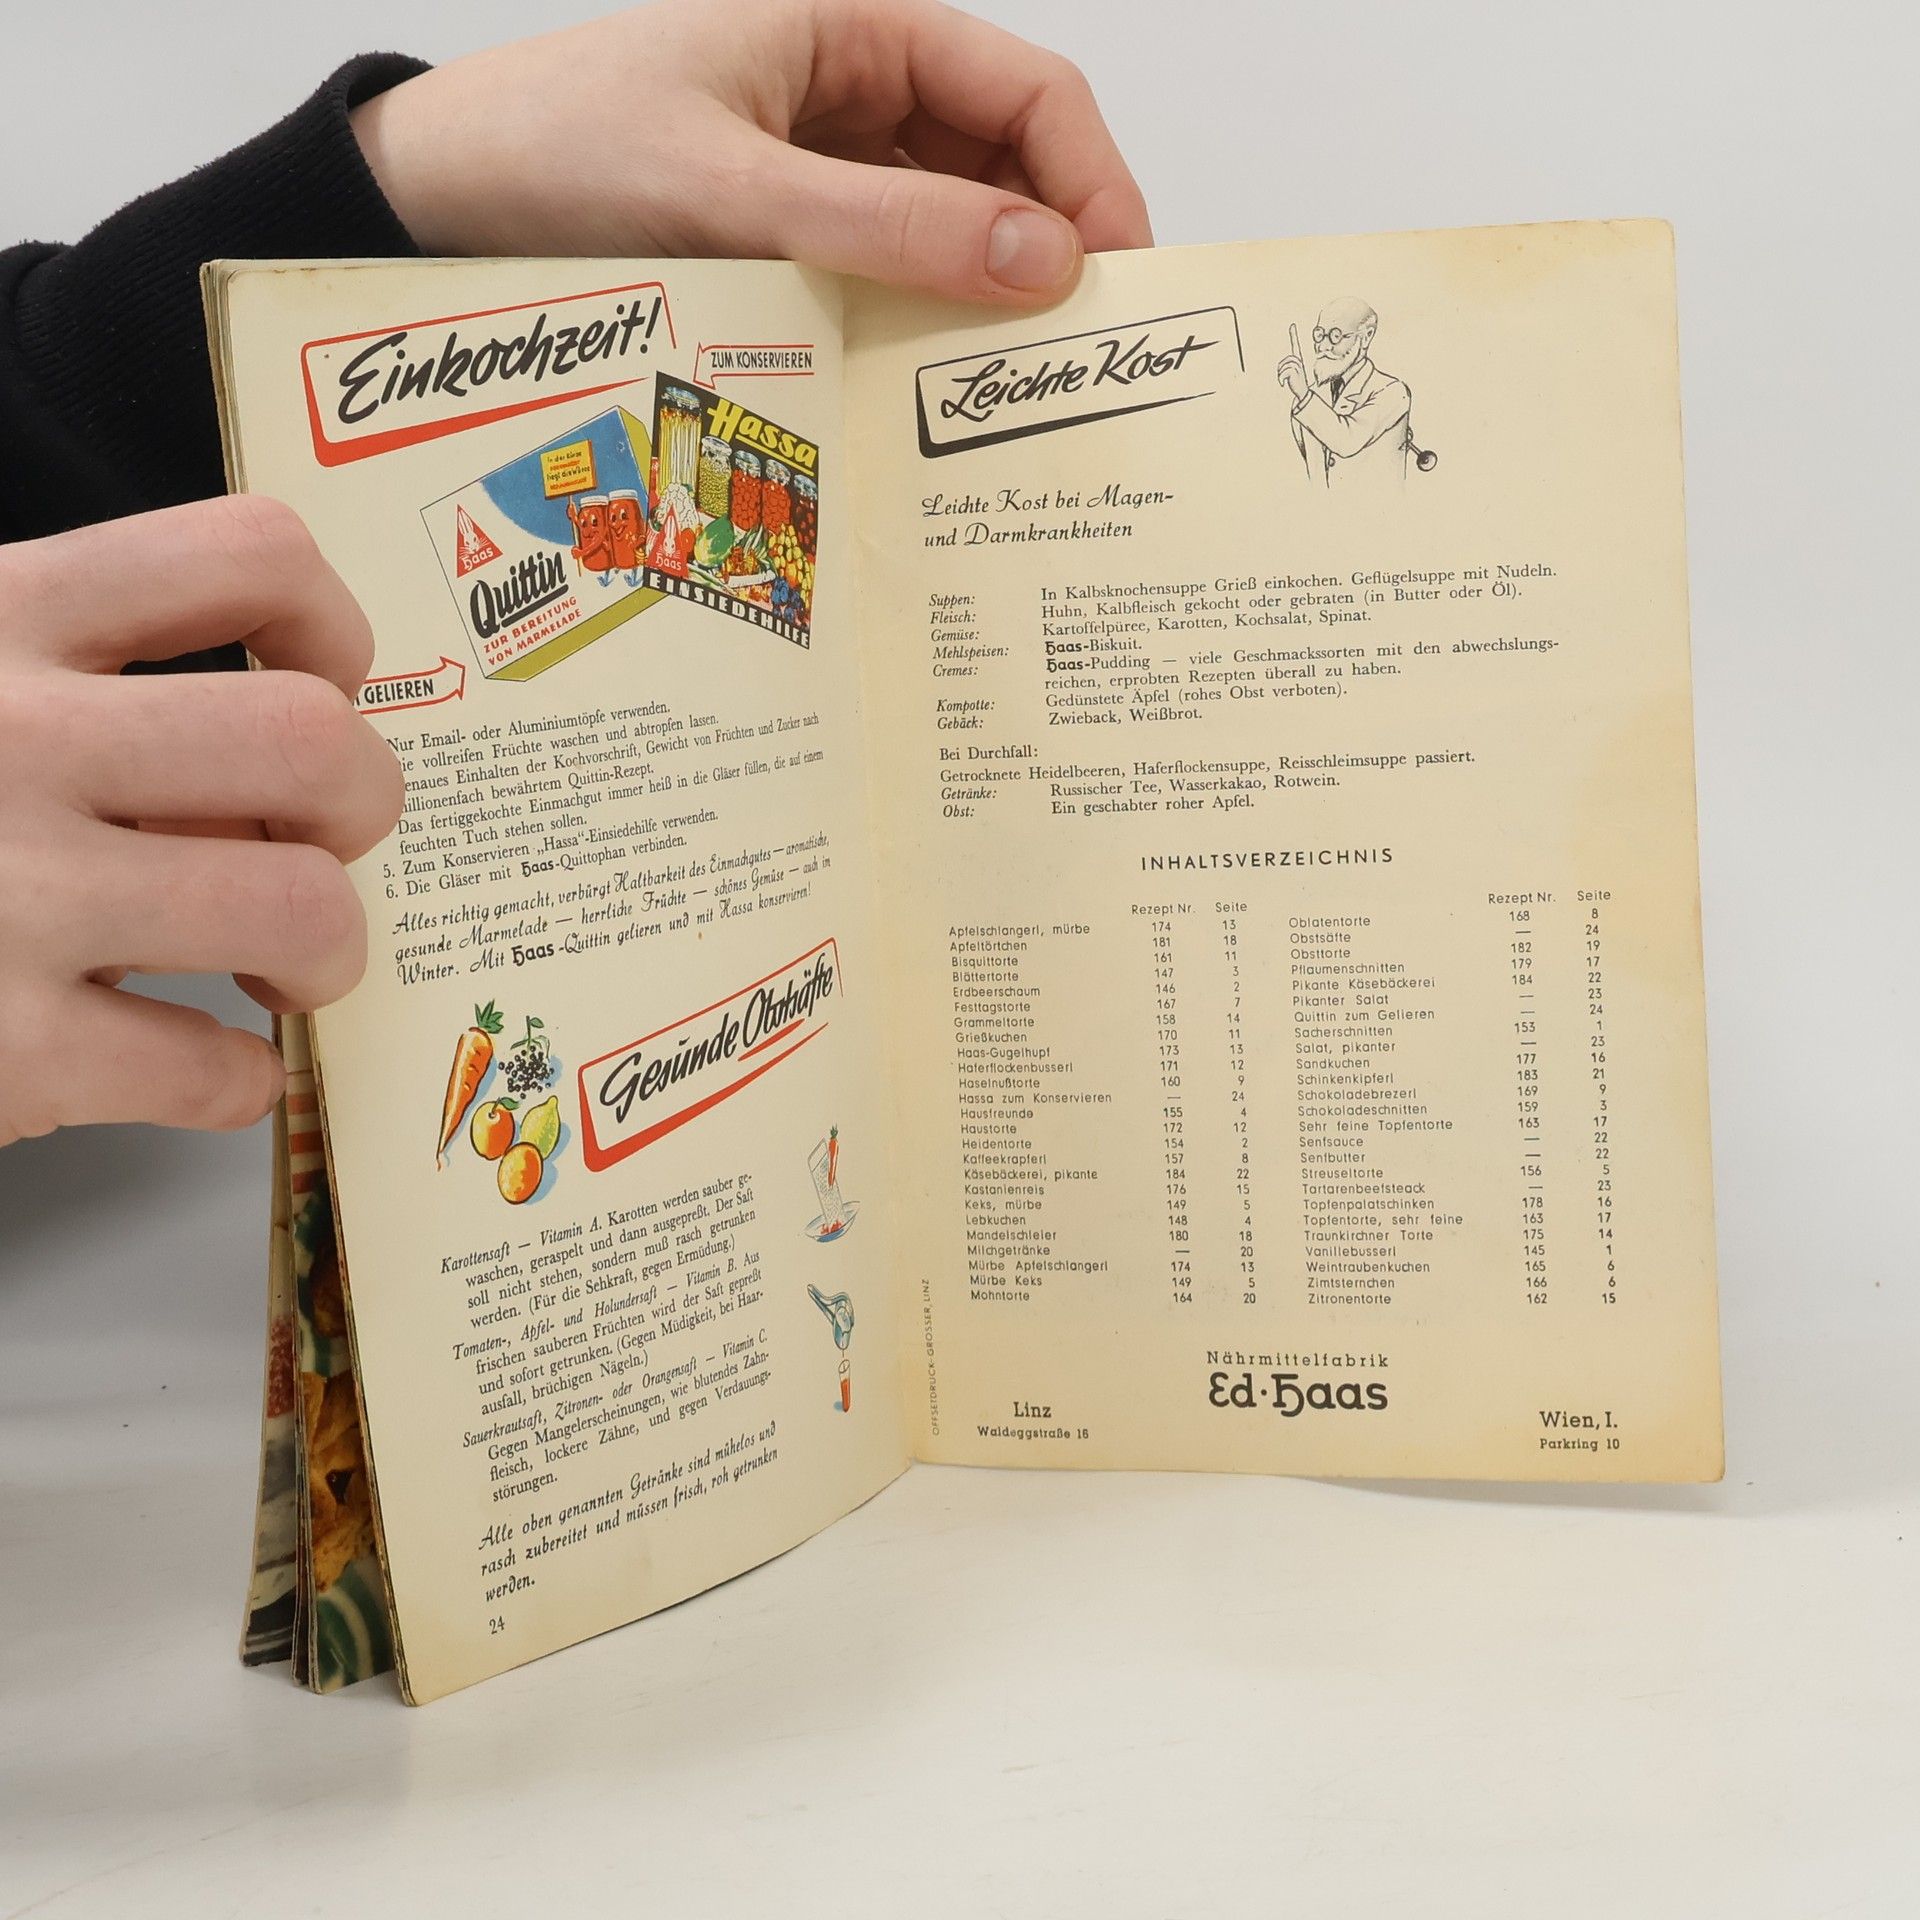 Einkochzeit!
ZUM KONSERVIEREN
Hassa
Haas
EINSIEDEHILFE
In der Kürze
liegt die Würze
Haas
Quittin
ZUR BEREITUNG
VON MARMELADE
GELIEREN
Nur Email- oder Aluminiumtöpfe verwenden.
ie vollreifen Früchte waschen und abtropfen lassen.
enaues Einhalten der Kochvorschrift, Gewicht von Früchten und Zucker nach
illionenfach bewährtem Quittin-Rezept.
Das fertiggekochte Einmachgut immer heiß in die Gläser füllen, die auf einem
feuchten Tuch stehen sollen.
5. Zum Konservieren „Hassa“-Einsiedehilfe verwenden.
6. Die Gläser mit Haas-Quittophan verbinden.
Alles richtig gemacht, verbürgt Haltbarkeit des Einmachgutes — aromatische,
gesunde Marmelade — herrliche Früchte — schönes Gemüse — auch im
Winter. Mit Haas-Quittin gelieren und mit Hassa konservieren!
Gesunde Obstsäfte
Karottensaft — Vitamin A. Karotten werden sauber ge-
waschen, geraspelt und dann ausgepreßt. Der Saft
soll nicht stehen, sondern muß rasch getrunken
werden. (Für die Sehkraft, gegen Ermüdung.)
Tomaten-, Apfel- und Holundersaft — Vitamin B. Aus
frischen sauberen Früchten wird der Saft gepreßt
und sofort getrunken. (Gegen Müdigkeit, bei Haar-
ausfall, brüchigen Nägeln.)
Sauerkrautsaft, Zitronen- oder Orangensaft — Vitamin C.
Gegen Mangelerscheinungen, wie blutendes Zahn-
fleisch, lockere Zähne, und gegen Verdauungs-
störungen.
Alle oben genannten Getränke sind mühelos und
rasch zubereitet und müssen frisch, roh getrunken
werden.
24
Leichte Kost
Leichte Kost bei Magen-
und Darmkrankheiten
Suppen: In Kalbsknochensuppe Grieß einkochen. Geflügelsuppe mit Nudeln.
Fleisch: Huhn, Kalbfleisch gekocht oder gebraten (in Butter oder Öl).
Gemüse: Kartoffelpüree, Karotten, Kochsalat, Spinat.
Mehlspeisen: Haas-Biskuit.
Cremes: Haas-Pudding — viele Geschmackssorten mit den abwechslungs-
reichen, erprobten Rezepten überall zu haben.
Kompotte: Gedünstete Äpfel (rohes Obst verboten).
Gebäck: Zwieback, Weißbrot.
Bei Durchfall:
Getrocknete Heidelbeeren, Haferflockensuppe, Reisschleimsuppe passiert.
Getränke: Russischer Tee, Wasserkakao, Rotwein.
Obst: Ein geschabter roher Apfel.
INHALTSVERZEICHNIS
Rezept Nr. Seite
Apfelschlangerl, mürbe 174 13
Apfeltörtchen 181 18
Bisquittorte 161 11
Blättertorte 147 3
Erdbeerschaum 146 2
Festtagstorte 167 7
Grammeltorte 158 14
Grießkuchen 170 11
Haas-Gugelhupf 173 13
Haferflockenbusserl 171 12
Haselnußtorte 160 9
Hassa zum Konservieren — 24
Hausfreunde 155 4
Haustorte 172 12
Heidentorte 154 2
Kaffeekrapferl 157 8
Käsebäckerei, pikante 184 22
Kastanienreis 176 15
Keks, mürbe 149 5
Lebkuchen 148 4
Mandelschleier 180 18
Milchgetränke — 20
Mürbe Apfelschlangerl 174 13
Mürbe Keks 149 5
Mohntorte 164 20
Rezept Nr. Seite
Oblatentorte 168 8
Obstsäfte — 24
Obsttorte 182 19
Pflaumenschnitten 179 17
Pikante Käsebäckerei 184 22
Pikanter Salat — 23
Quittin zum Gelieren — 24
Sacherschnitten 153 1
Salat, pikanter — 23
Sandkuchen 177 16
Schinkenkipferl 183 21
Schokoladebrezerl 169 9
Schokoladeschnitten 159 3
Sehr feine Topfentorte 163 17
Senfsauce — 22
Senfbutter — 22
Streuseltorte 156 5
Tartarenbeefsteack — 23
Topfenpalatschinken 178 16
Topfentorte, sehr feine 163 17
Traunkirchner Torte 175 14
Vanillebusserl 145 1
Weintraubenkuchen 165 6
Zimtsternchen 166 6
Zitronentorte 162 15
OFFSETDRUCK-GROSSER, LINZ
Nährmittelfabrik
Ed·Haas
Linz
Waldeggstraße 16
Wien, I.
Parkring 10